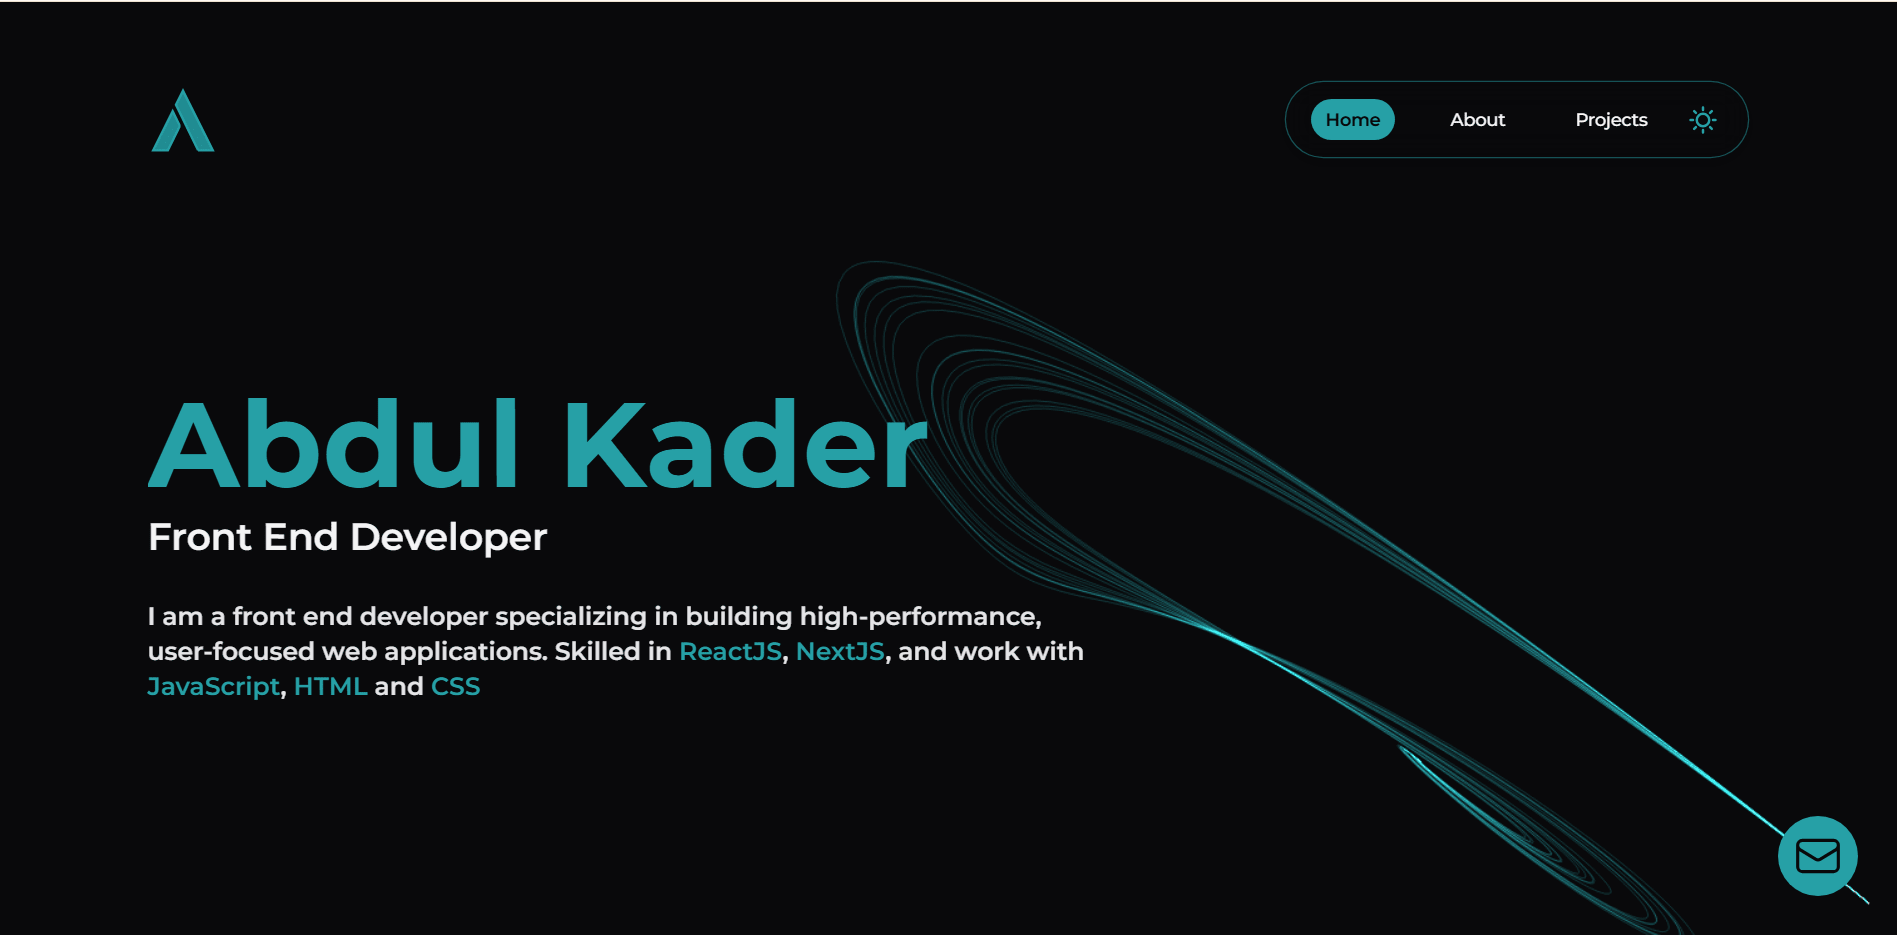 Home About Projects
Abdul Kader
Front End Developer
I am a front end developer specializing in building high-performance,
user-focused web applications. Skilled in ReactJS, NextJS, and work with
JavaScript, HTML and CSS